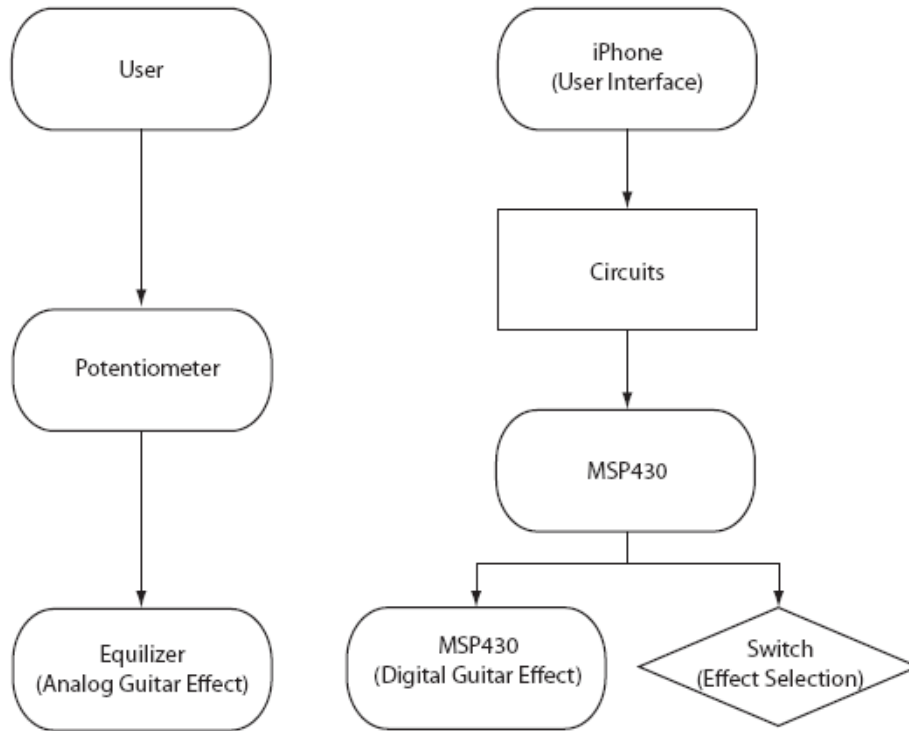 User
Potentiometer
Equilizer
(Analog Guitar Effect)
iPhone
(User Interface)
Circuits
MSP430
MSP430
(Digital Guitar Effect)
Switch
(Effect Selection)